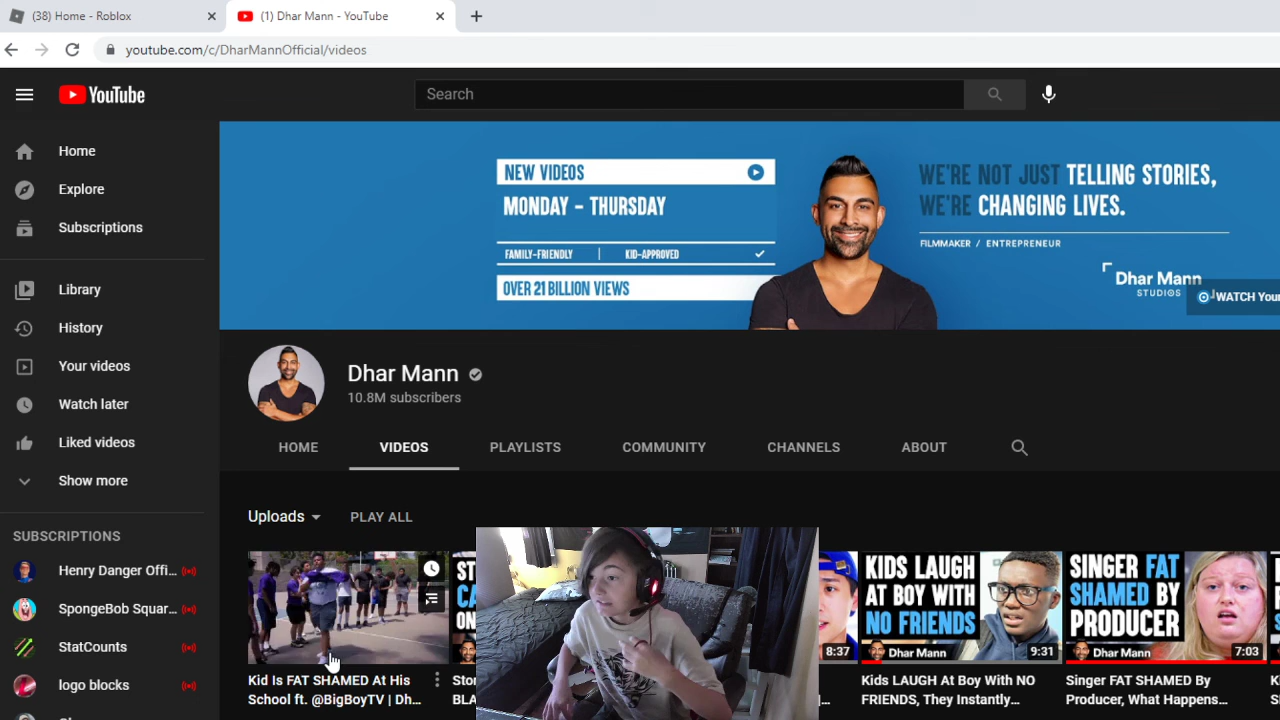 (38) Home - Roblox
(1) Dhar Mann - YouTube
youtube.com/c/DharMannOfficial/videos
YouTube
Search
Home
Explore
Subscriptions
Library
History
Your videos
Watch later
Liked videos
Show more
SUBSCRIPTIONS
Henry Danger Offi...
SpongeBob Squar...
StatCounts
logo blocks
NEW VIDEOS
MONDAY – THURSDAY
FAMILY-FRIENDLY | KID-APPROVED
OVER 21 BILLION VIEWS
WE'RE NOT JUST TELLING STORIES,
WE'RE CHANGING LIVES.
FILMMAKER / ENTREPRENEUR
Dhar Mann
STUDIOS
WATCH You
Dhar Mann
10.8M subscribers
HOME
VIDEOS
PLAYLISTS
COMMUNITY
CHANNELS
ABOUT
Uploads
PLAY ALL
Kid Is FAT SHAMED At His
School ft. @BigBoyTV | Dh...
8:37
KIDS LAUGH
AT BOY WITH
NO FRIENDS
Dhar Mann
9:31
Kids LAUGH At Boy With NO
FRIENDS, They Instantly...
SINGER FAT
SHAMED BY
PRODUCER
Dhar Mann
7:03
Singer FAT SHAMED By
Producer, What Happens...